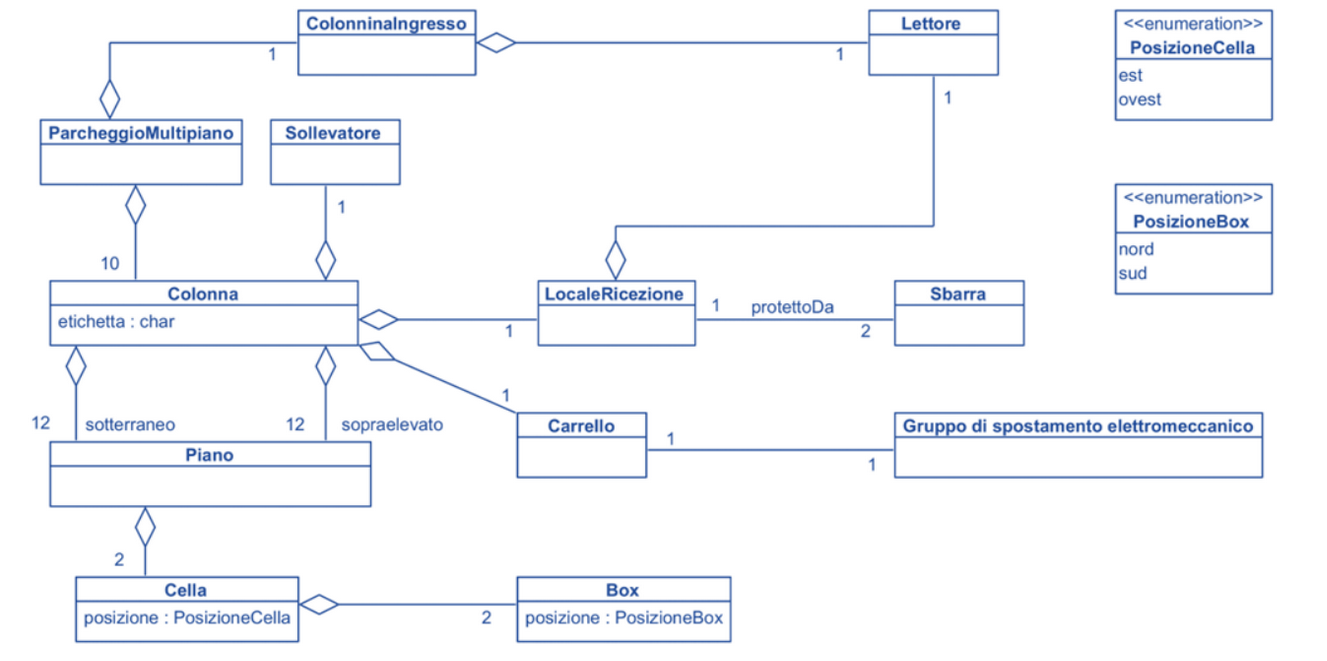 ColonninaIngresso
Lettore
<<enumeration>>
PosizioneCella
est
ovest
1
1
1
ParcheggioMultipiano
Sollevatore
1
<<enumeration>>
PosizioneBox
nord
sud
10
Colonna
etichetta : char
LocaleRicezione
1
protettoDa
Sbarra
1
2
1
12
sotterraneo
12
sopraelevato
Carrello
1
Gruppo di spostamento elettromeccanico
1
Piano
2
Cella
posizione : PosizioneCella
2
Box
posizione : PosizioneBox